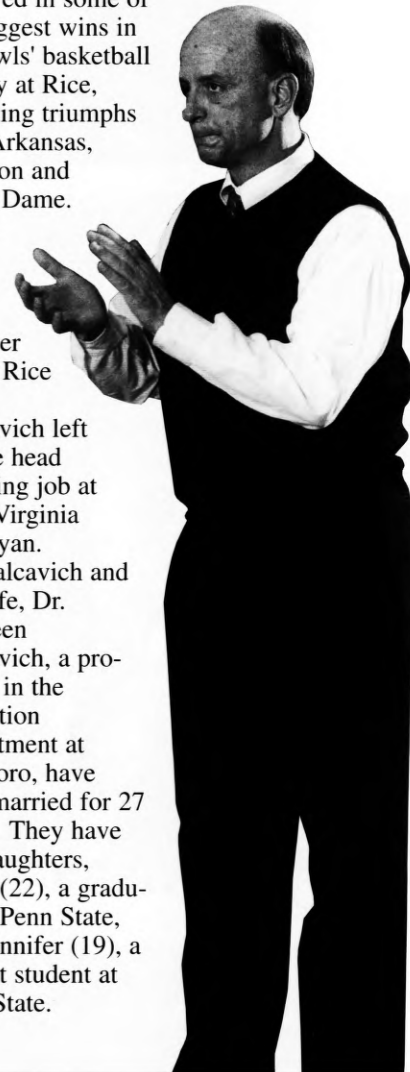 ed in some of
ggest wins in
wls' basketball
y at Rice,
ing triumphs
Arkansas,
on and
Dame.
er
Rice
vich left
e head
ing job at
Virginia
yan.
alcavich and
fe, Dr.
een
vich, a pro-
in the
tion
tment at
oro, have
married for 27
They have
aughters,
(22), a gradu-
Penn State,
nnifer (19), a
t student at
State.